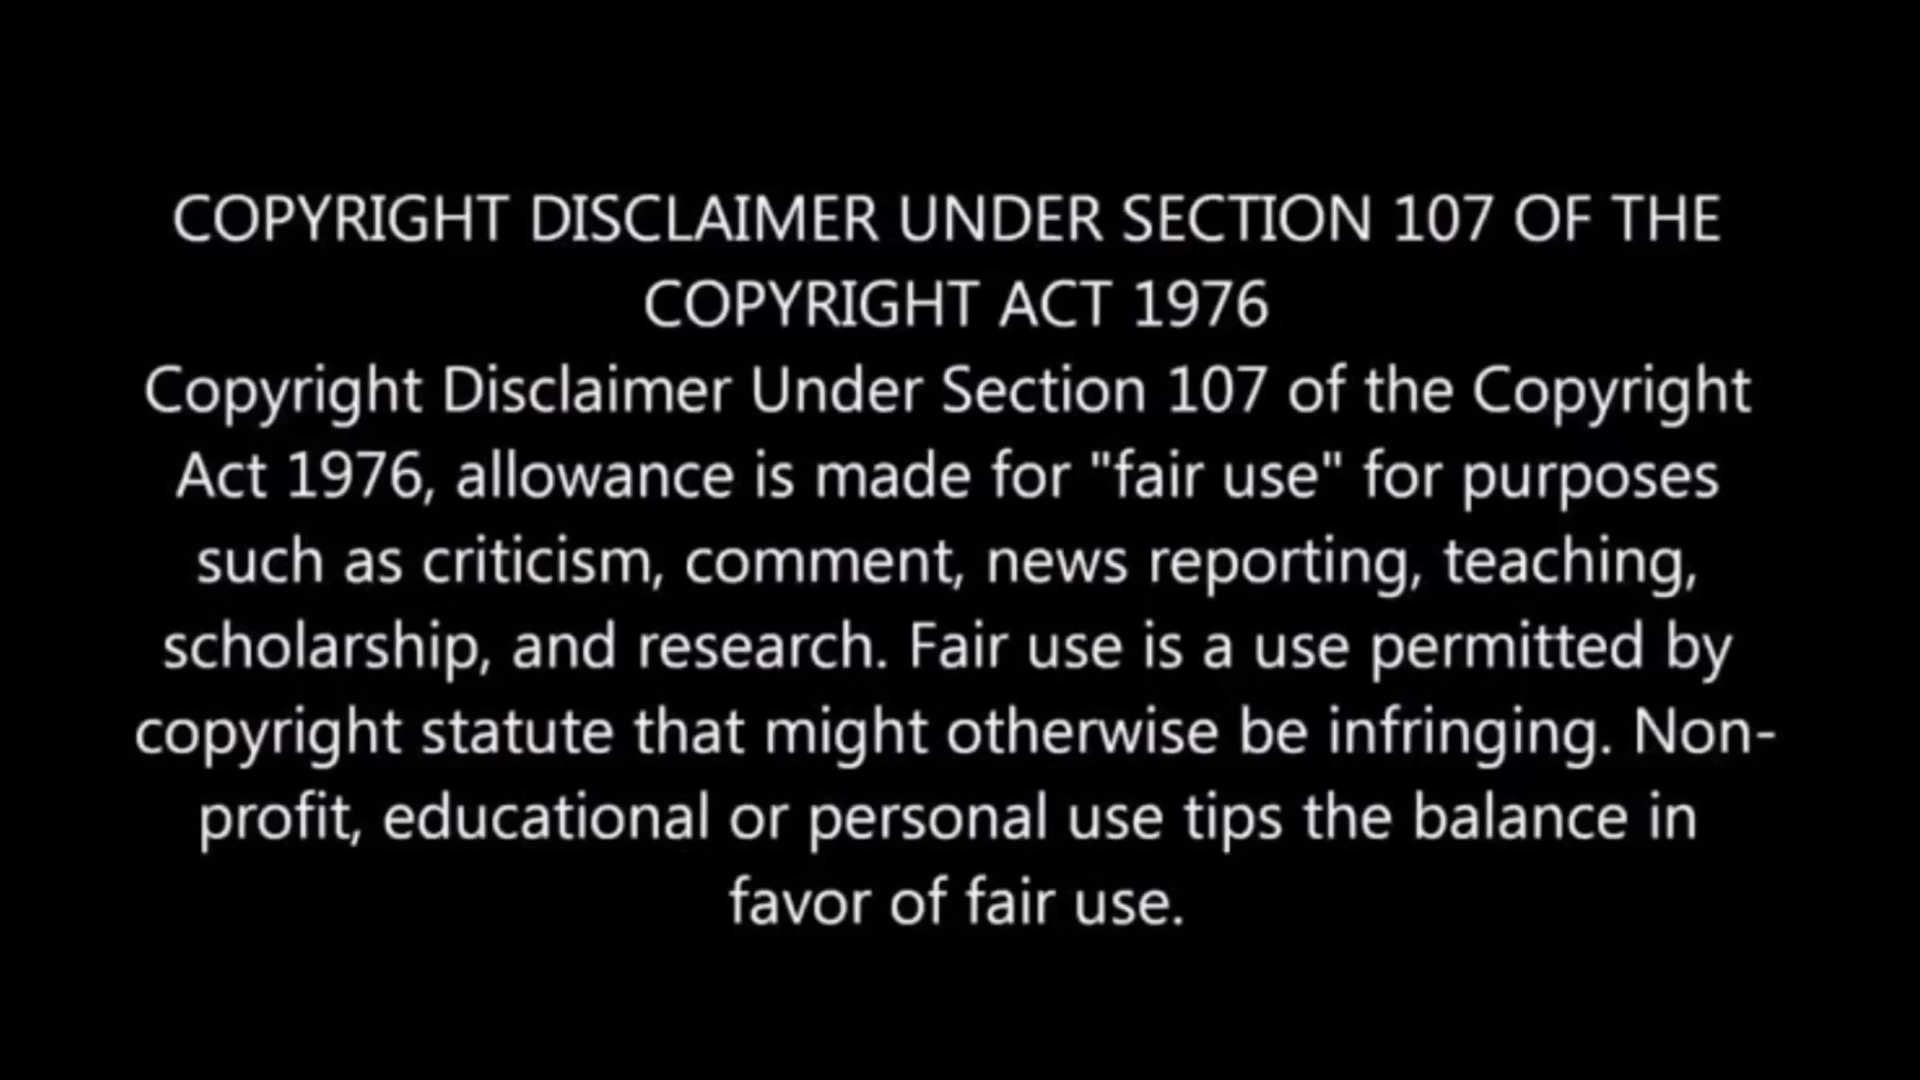 COPYRIGHT DISCLAIMER UNDER SECTION 107 OF THE
COPYRIGHT ACT 1976
Copyright Disclaimer Under Section 107 of the Copyright
Act 1976, allowance is made for "fair use" for purposes
such as criticism, comment, news reporting, teaching,
scholarship, and research. Fair use is a use permitted by
copyright statute that might otherwise be infringing. Non-
profit, educational or personal use tips the balance in
favor of fair use.